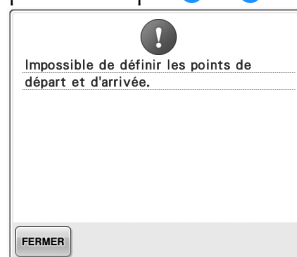 Impossible de définir les points de
départ et d'arrivée.
FERMER